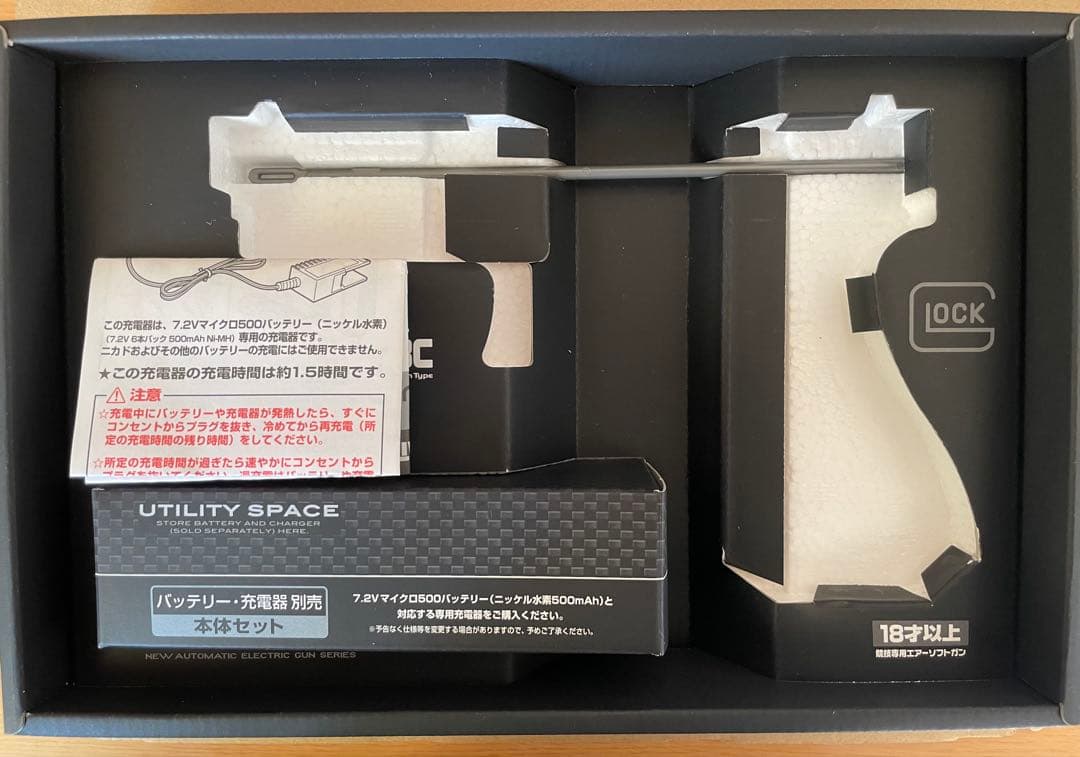 この充電器は、7.2Vマイクロ500バッテリー（ニッケル水素）
（7.2V 6本パック 500mAh Ni-MH）専用の充電器です。
ニカドおよびその他のバッテリーの充電にはご使用できません。
★この充電器の充電時間は約1.5時間です。
注意
☆充電中にバッテリーや充電器が発熱したら、すぐに
コンセントからプラグを抜き、冷めてから再充電（所
定の充電時間の残り時間）をしてください。
☆所定の充電時間が過ぎたら速やかにコンセントから
C
Type
GLOCK
UTILITY SPACE
STORE BATTERY AND CHARGER
(SOLD SEPARATELY) HERE.
バッテリー・充電器 別売
本体セット
7.2Vマイクロ500バッテリー(ニッケル水素500mAh)と
対応する専用充電器をご購入ください。
※予告なく仕様等を変更する場合がありますので、予めご了承ください。
NEW AUTOMATIC ELECTRIC GUN SERIES
18才以上
競技専用エアーソフトガン